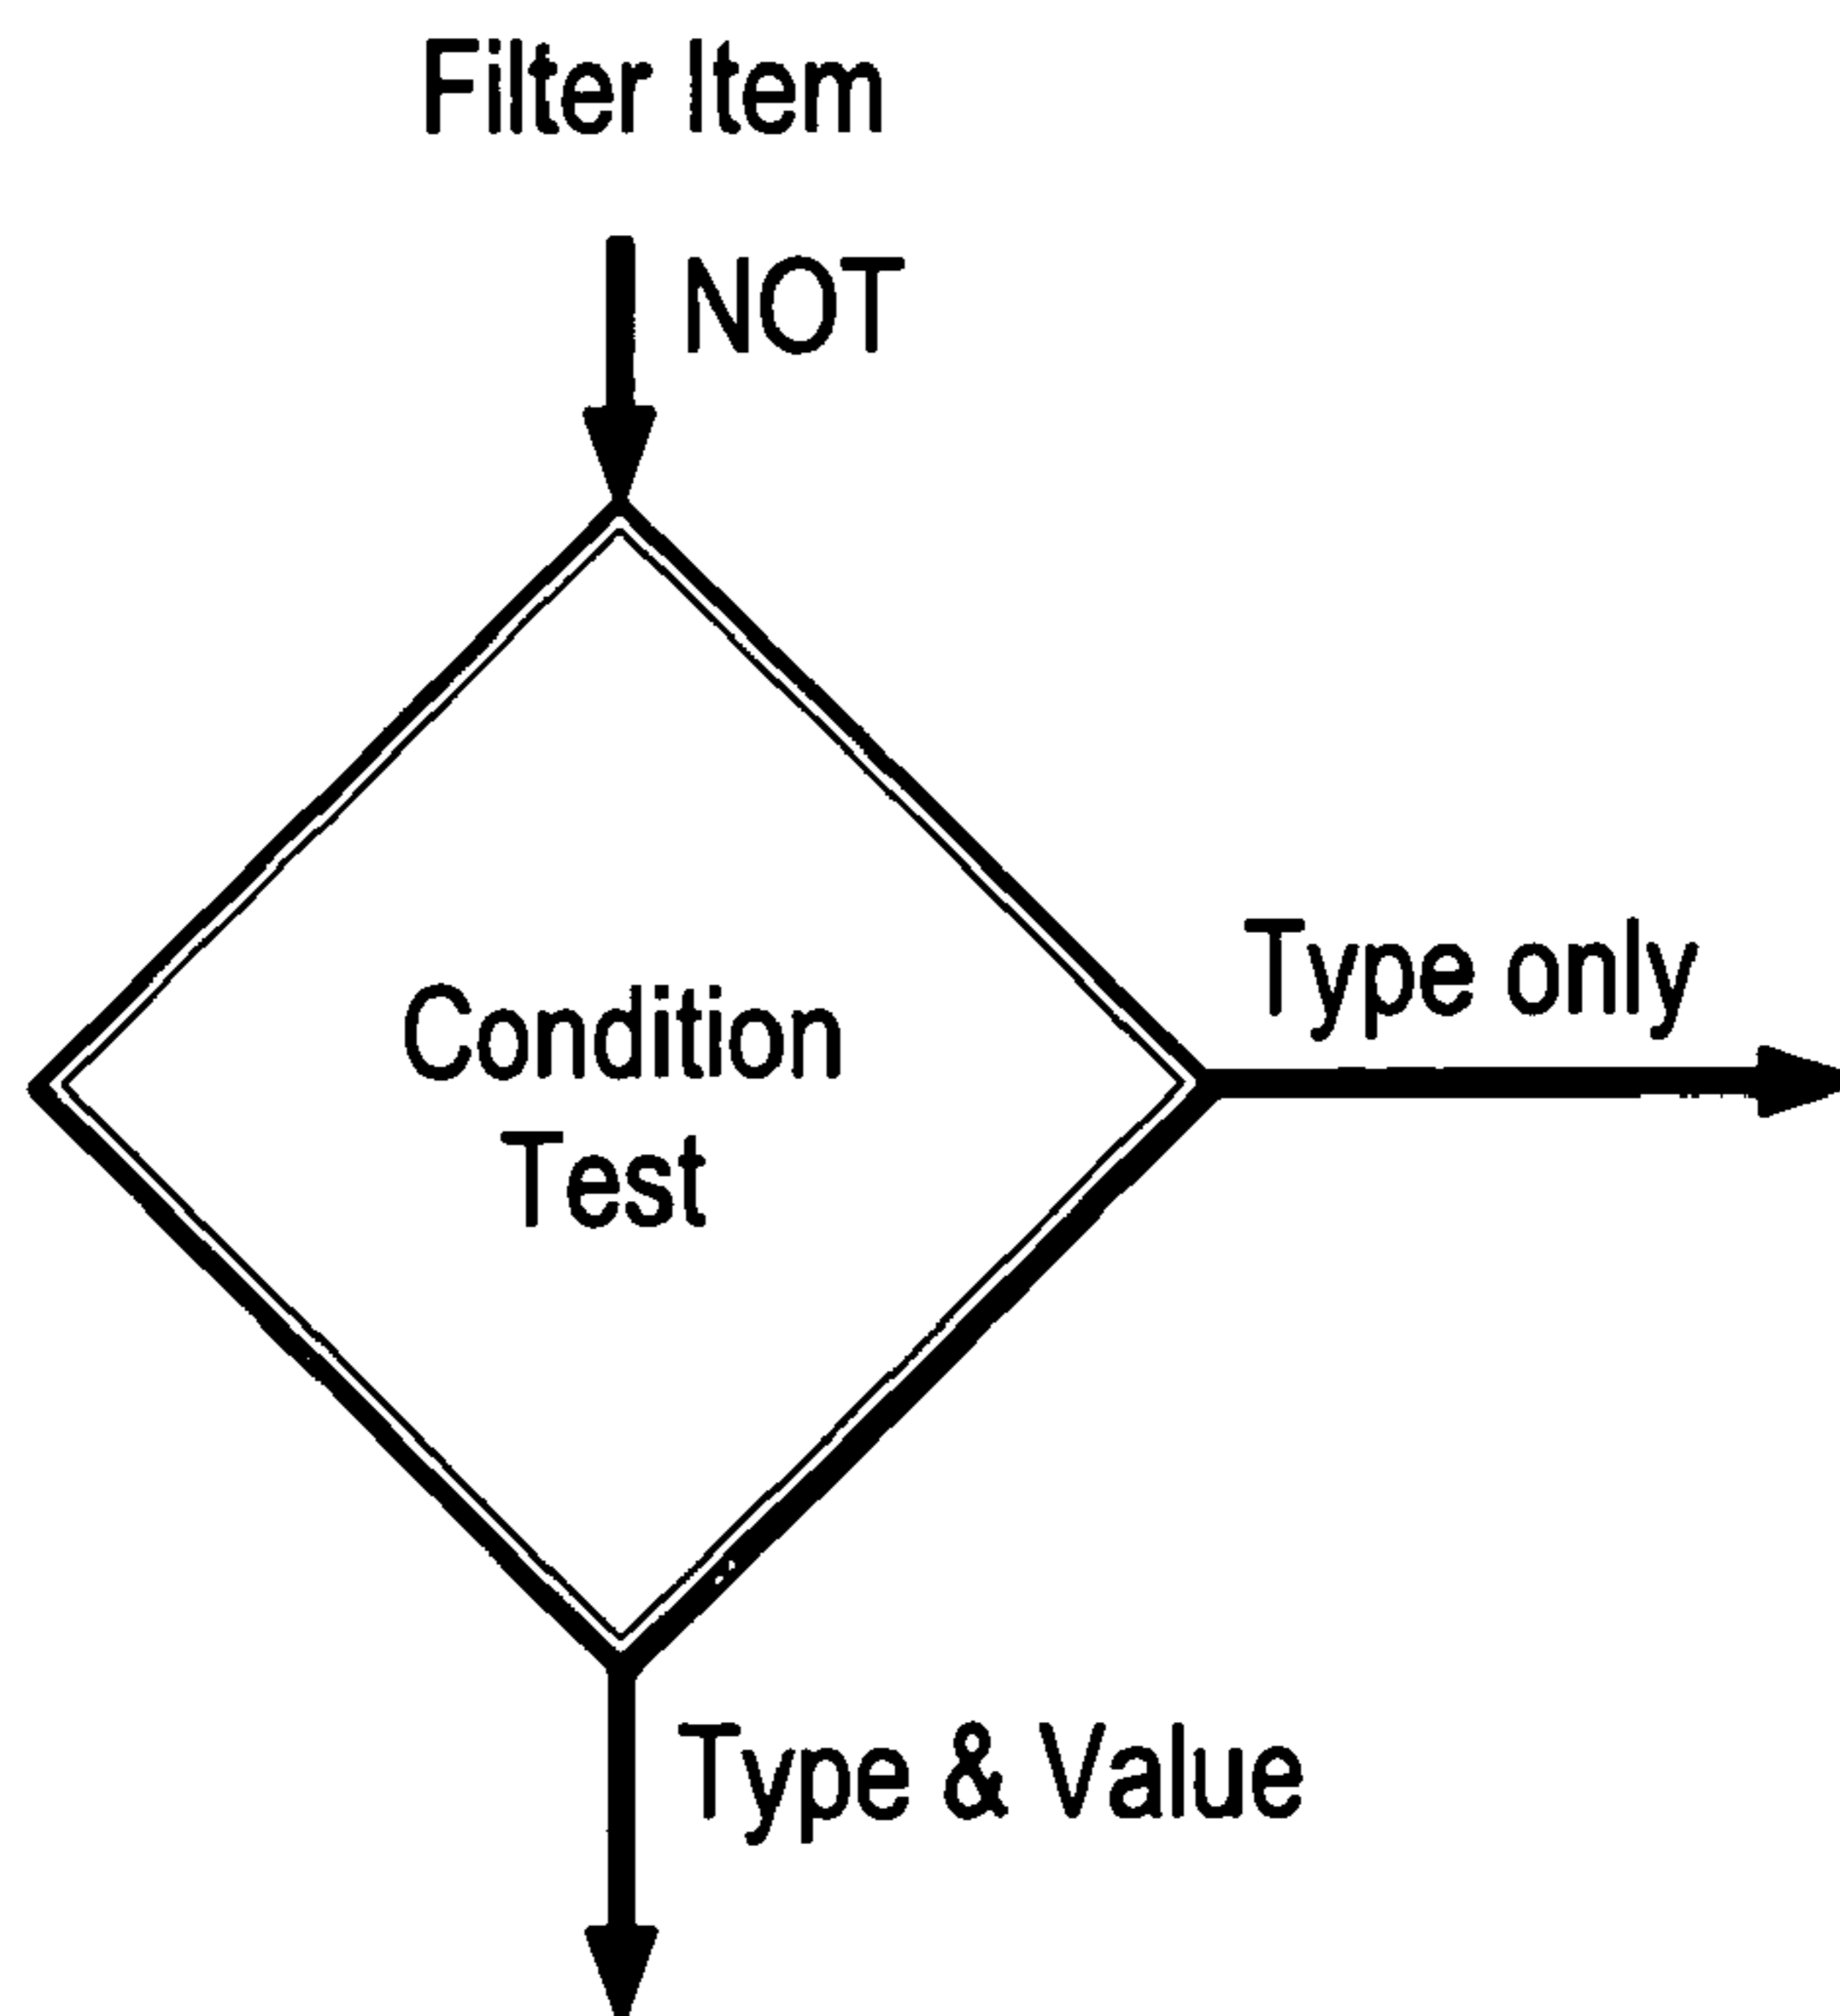 Filter Item
NOT
Condition
Test
Type only
Type & Value